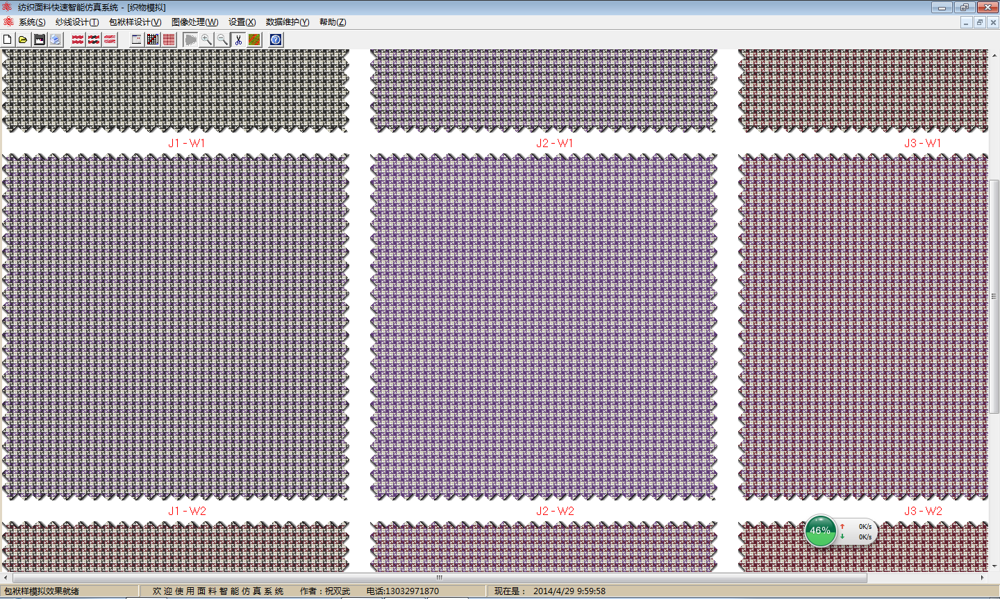 纺织面料快速智能仿真系统 - [织物模拟]
系统(S) 纱线设计(T) 包袱样设计(V) 图像处理(W) 设置(X) 数据维护(Y) 帮助(Z)
J1 - W1 J2 - W1 J3 - W1
J1 - W2 J2 - W2 J3 - W2
46% 0K/s
0K/s
包袱样模拟效果就绪 欢迎使用面料智能仿真系统 作者:祝双武 电话:13032971870 现在是: 2014/4/29 9:59:58